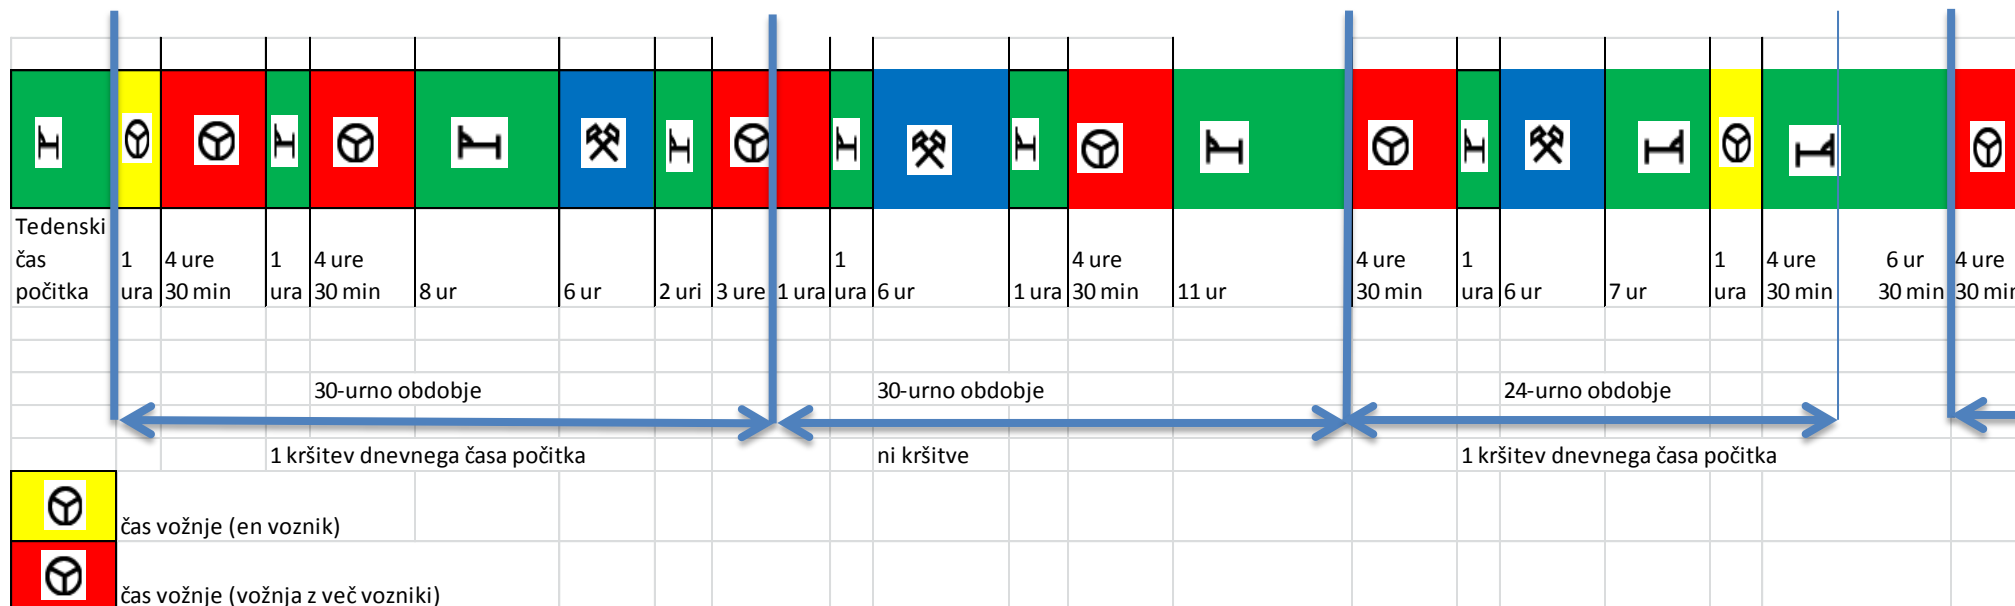 Tedenski
čas
počitka
1
ura
4 ure
30 min
1
ura
4 ure
30 min
8 ur
6 ur
2 uri
3 ure
1 ura
1
ura
6 ur
1 ura
4 ure
30 min
11 ur
4 ure
30 min
1
ura
6 ur
7 ur
1
ura
4 ure
30 min
6 ur
30 min
4 ure
30 min
30-urno obdobje
30-urno obdobje
24-urno obdobje
1 kršitev dnevnega časa počitka
ni kršitve
1 kršitev dnevnega časa počitka
čas vožnje (en voznik)
čas vožnje (vožnja z več vozniki)